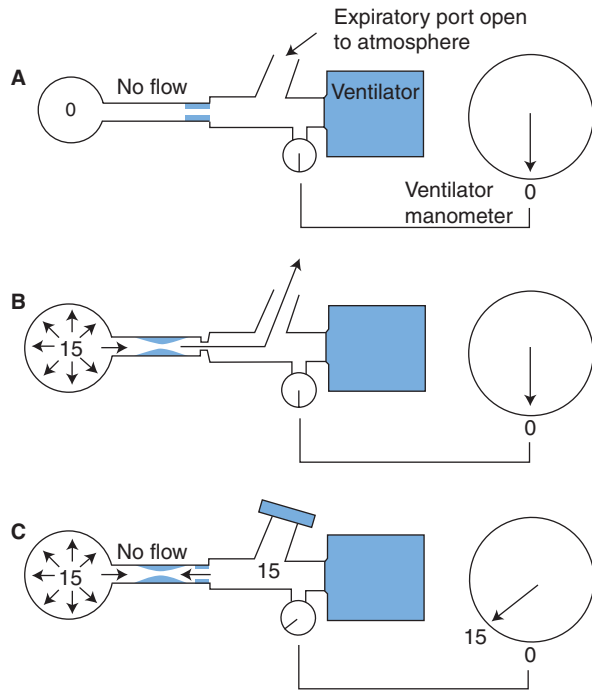 Expiratory port open
to atmosphere
A
No flow
0
Ventilator
Ventilator
manometer
0
B
15
0
C
No flow
15
15
15
0